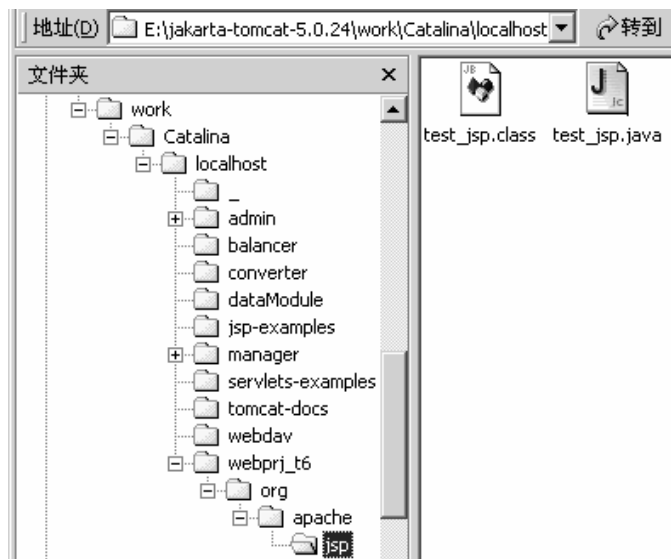 地址(D) E:\jakarta-tomcat-5.0.24\work\Catalina\localhost 转到
文件夹
work
Catalina
localhost
_
admin
balancer
converter
dataModule
jsp-examples
manager
servlets-examples
tomcat-docs
webdav
webprj_t6
org
apache
jsp
JB
Jc
test_jsp.class test_jsp.java